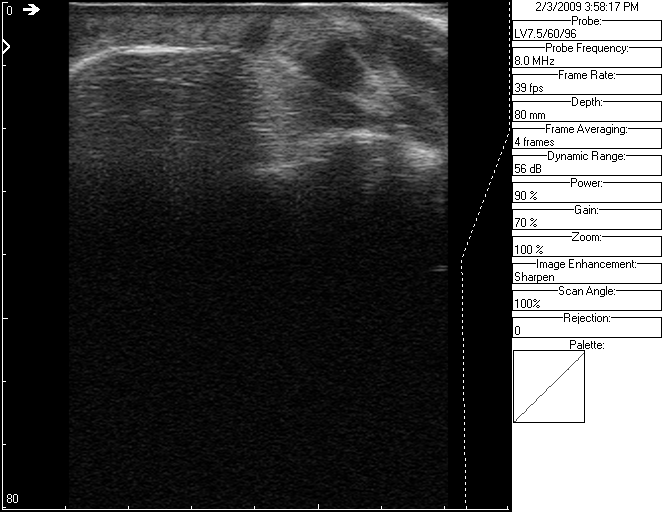 0
80
2/3/2009 3:58:17 PM
Probe:
LV7.5/60/96
Probe Frequency:
8.0 MHz
Frame Rate:
39 fps
Depth:
80 mm
Frame Averaging:
4 frames
Dynamic Range:
56 dB
Power:
90 %
Gain:
70 %
Zoom:
100 %
Image Enhancement:
Sharpen
Scan Angle:
100%
Rejection:
0
Palette: